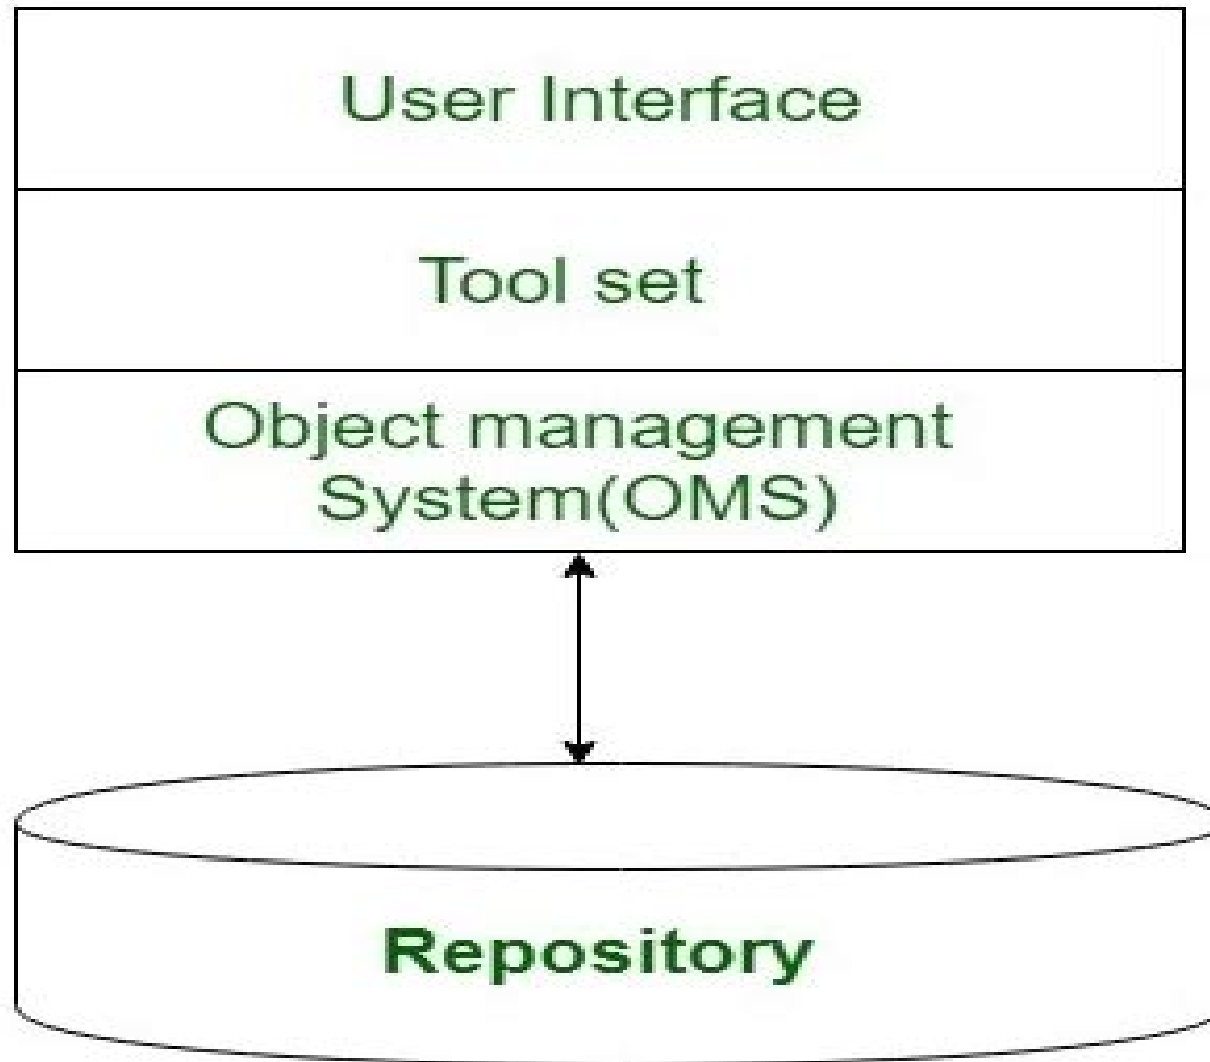 User Interface
Tool set
Object management
System(OMS)
Repository